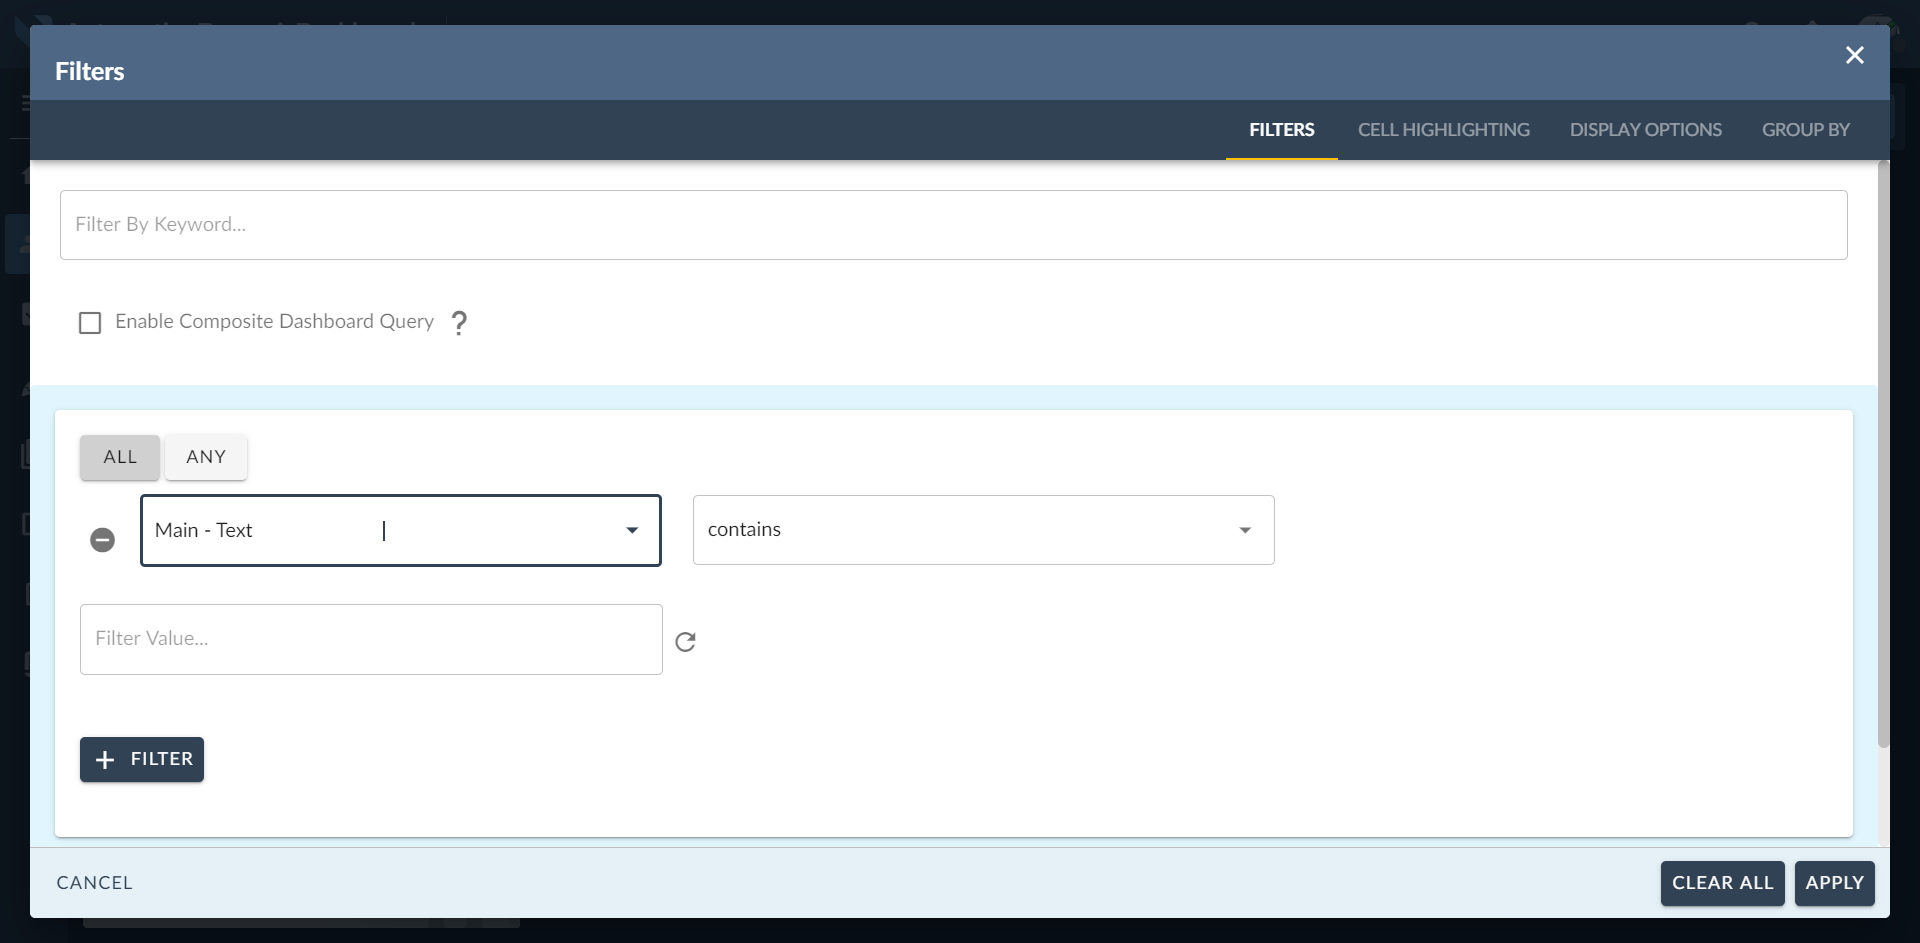 Filters
FILTERS
CELL HIGHLIGHTING
DISPLAY OPTIONS
GROUP BY
Filter By Keyword...
Enable Composite Dashboard Query ?
ALL
ANY
Main - Text
contains
Filter Value...
+ FILTER
CANCEL
CLEAR ALL
APPLY